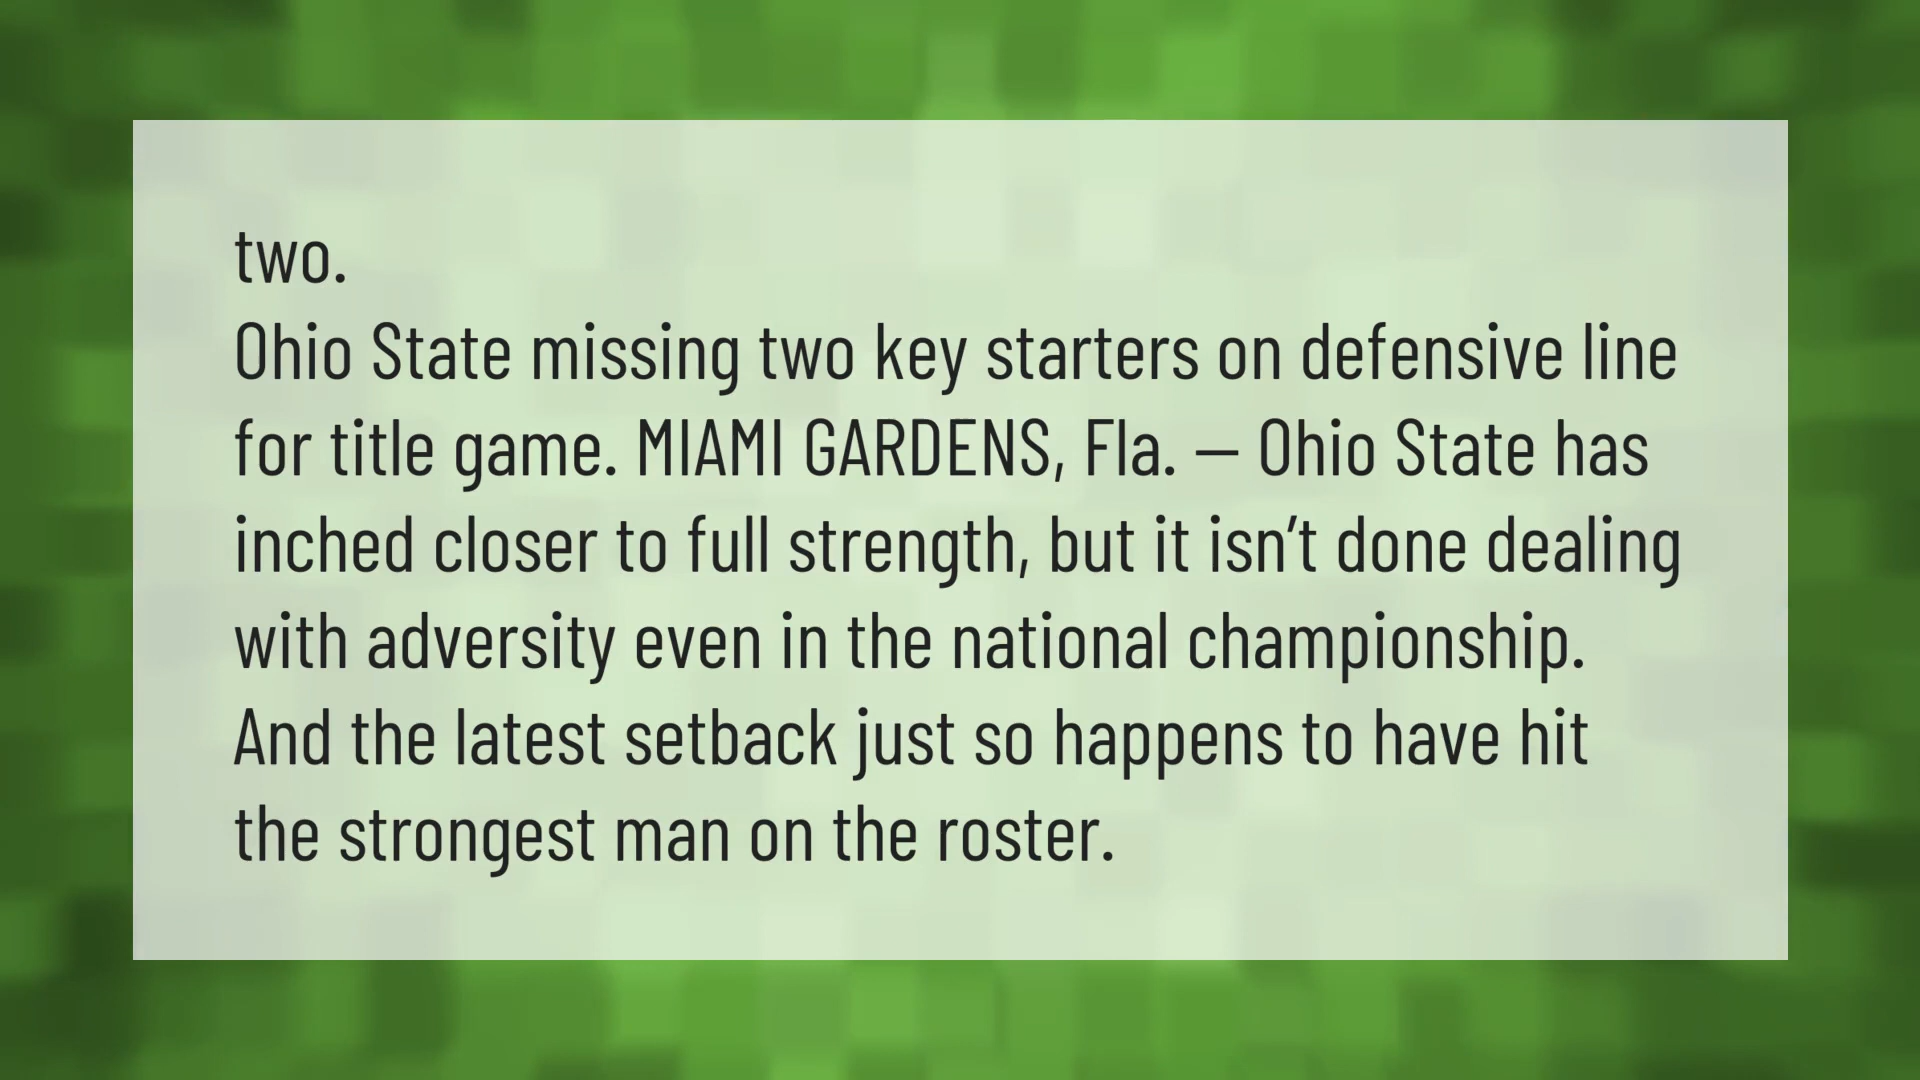 two.
Ohio State missing two key starters on defensive line
for title game. MIAMI GARDENS, Fla. — Ohio State has
inched closer to full strength, but it isn’t done dealing
with adversity even in the national championship.
And the latest setback just so happens to have hit
the strongest man on the roster.